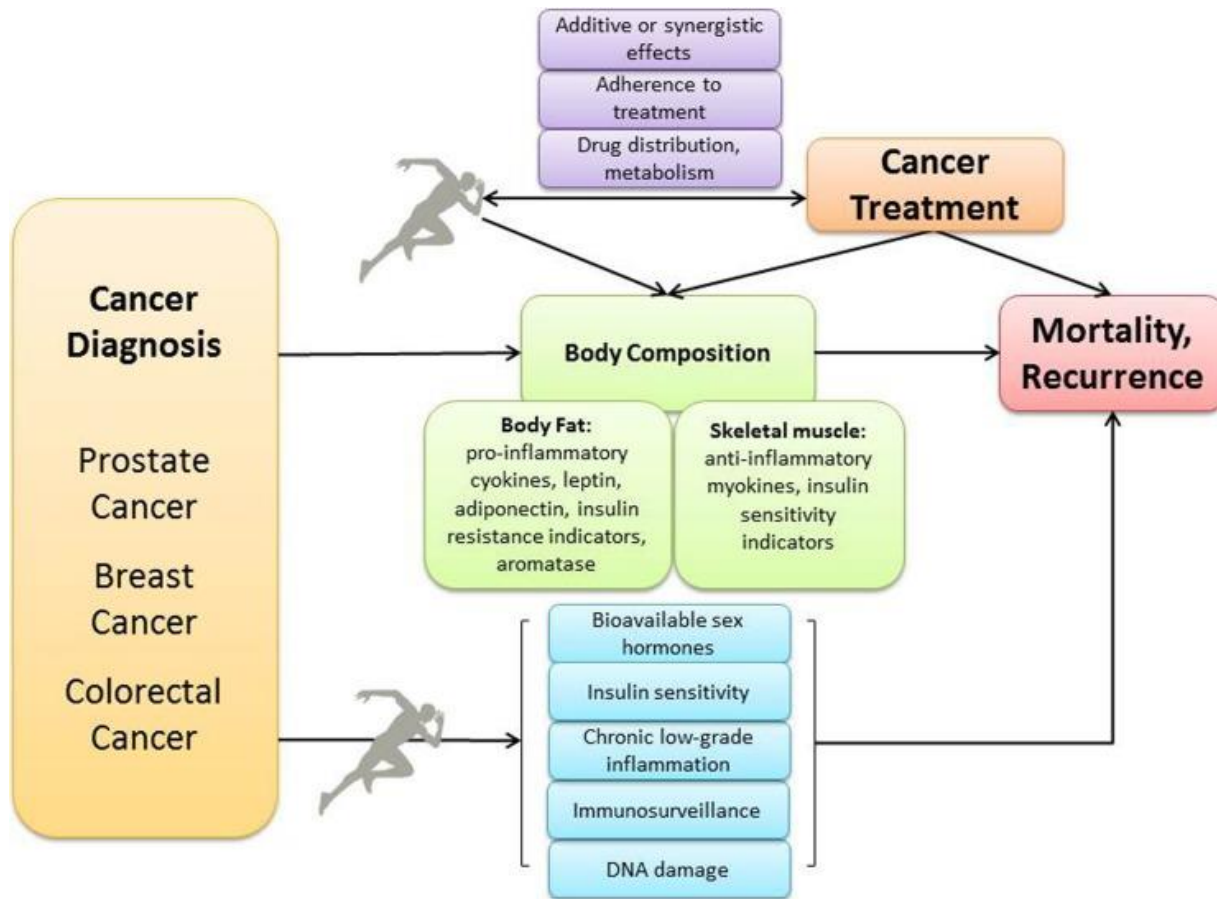 Additive or synergistic
effects
Adherence to
treatment
Drug distribution,
metabolism
Cancer
Treatment
Cancer
Diagnosis
Prostate
Cancer
Breast
Cancer
Colorectal
Cancer
Body Composition
Mortality,
Recurrence
Body Fat:
pro-inflammatory
cyokines, leptin,
adiponectin, insulin
resistance indicators,
aromatase
Skeletal muscle:
anti-inflammatory
myokines, insulin
sensitivity
indicators
Bioavailable sex
hormones
Insulin sensitivity
Chronic low-grade
inflammation
Immunosurveillance
DNA damage